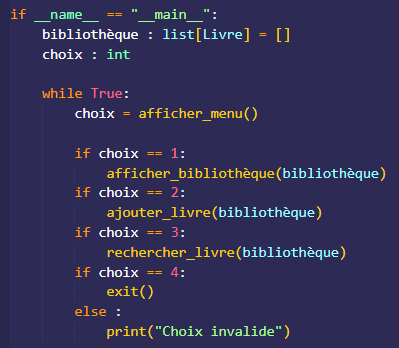 if __name__ == "__main__":
    bibliothèque : list[Livre] = []
    choix : int

    while True:
        choix = afficher_menu()

        if choix == 1:
            afficher_bibliothèque(bibliothèque)
        if choix == 2:
            ajouter_livre(bibliothèque)
        if choix == 3:
            rechercher_livre(bibliothèque)
        if choix == 4:
            exit()
        else :
            print("Choix invalide")